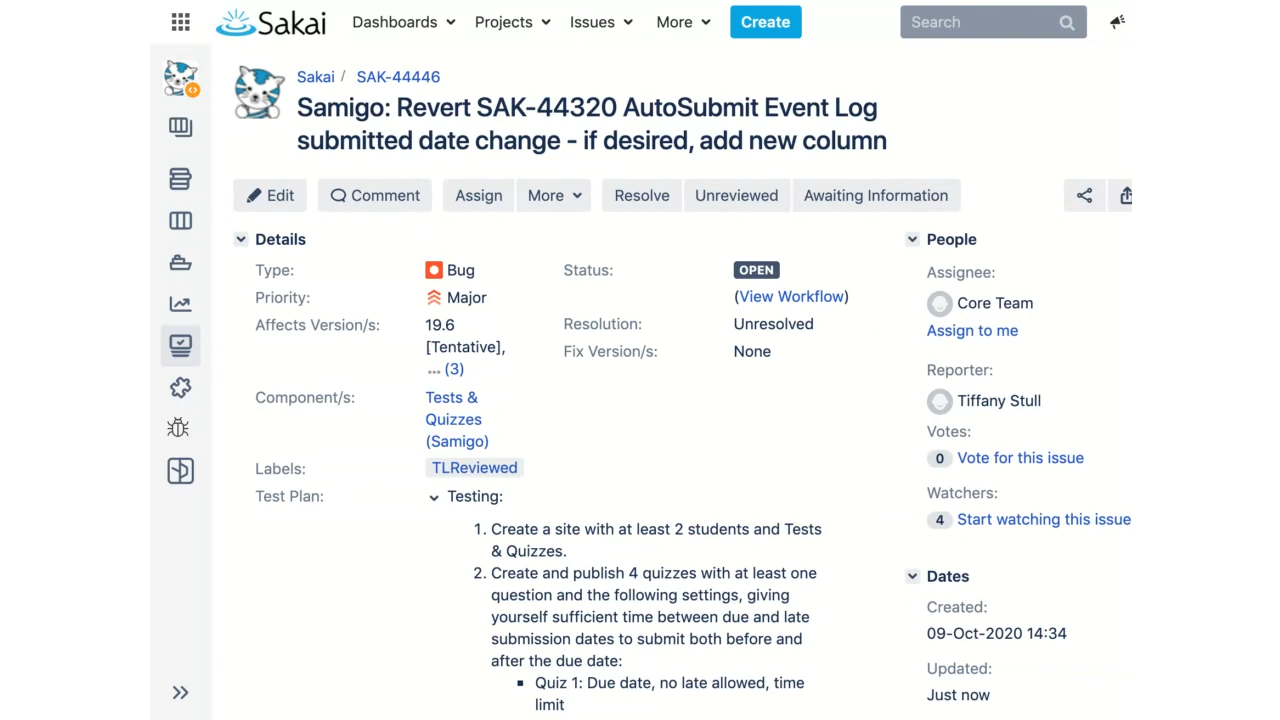 Sakai Dashboards Projects Issues More Create Search
Sakai / SAK-44446
Samigo: Revert SAK-44320 AutoSubmit Event Log
submitted date change - if desired, add new column
Edit Comment Assign More Resolve Unreviewed Awaiting Information
Details
Type: Bug
Priority: Major
Affects Version/s: 19.6
[Tentative],
... (3)
Component/s: Tests &
Quizzes
(Samigo)
Labels: TLReviewed
Test Plan: Testing:
1. Create a site with at least 2 students and Tests
& Quizzes.
2. Create and publish 4 quizzes with at least one
question and the following settings, giving
yourself sufficient time between due and late
submission dates to submit both before and
after the due date:
▪ Quiz 1: Due date, no late allowed, time
limit
Status: OPEN
(View Workflow)
Resolution: Unresolved
Fix Version/s: None
People
Assignee:
Core Team
Assign to me
Reporter:
Tiffany Stull
Votes:
0 Vote for this issue
Watchers:
4 Start watching this issue
Dates
Created:
09-Oct-2020 14:34
Updated:
Just now